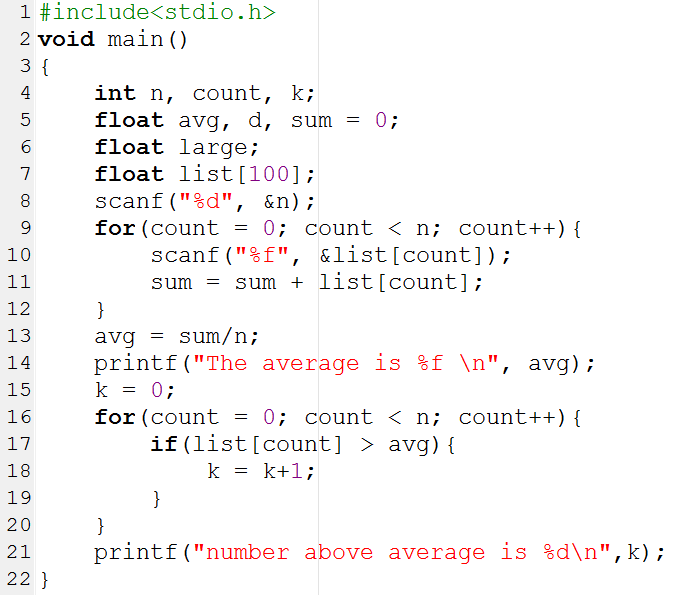 1 #include<stdio.h>
2 void main()
3 {
4     int n, count, k;
5     float avg, d, sum = 0;
6     float large;
7     float list[100];
8     scanf("%d", &n);
9     for(count = 0; count < n; count++){
10         scanf("%f", &list[count]);
11         sum = sum + list[count];
12     }
13     avg = sum/n;
14     printf("The average is %f \n", avg);
15     k = 0;
16     for(count = 0; count < n; count++){
17         if(list[count] > avg){
18             k = k+1;
19         }
20     }
21     printf("number above average is %d\n",k);
22 }